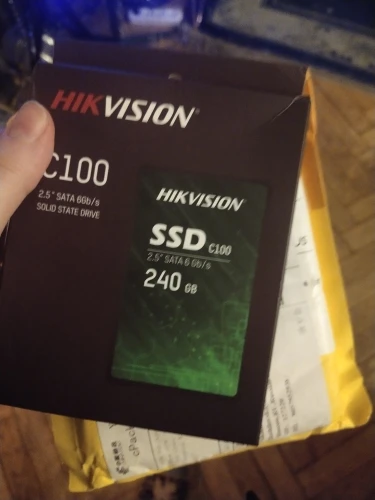 HIKVISION®
C100
2.5" SATA 6Gb/s
SOLID STATE DRIVE
HIKVISION
SSD C100
2.5" SATA 6 Gb/s
240 GB